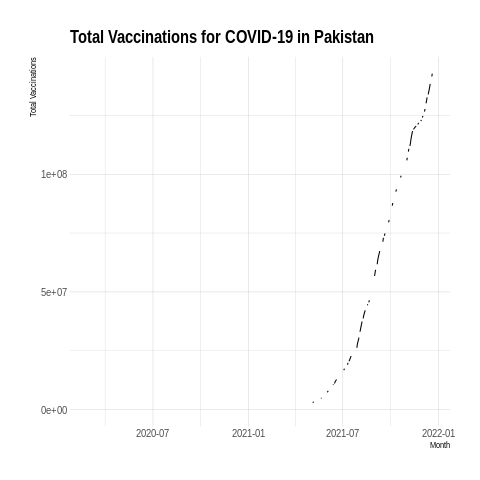 Total Vaccinations for COVID-19 in Pakistan
Total Vaccinations
1e+08
5e+07
0e+00
2020-07 2021-01 2021-07 2022-01
Month